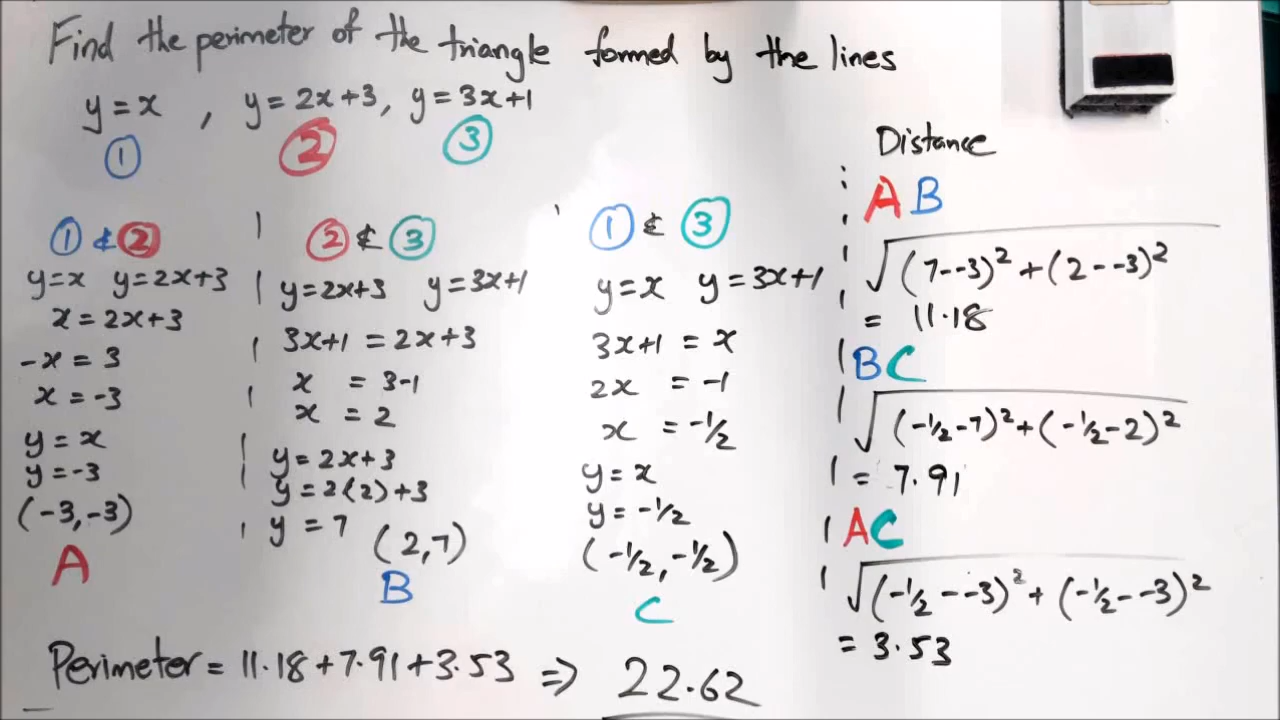 Find the perimeter of the triangle formed by the lines
y = x , y = 2x+3, y = 3x+1
① ② ③
① & ②
y=x y=2x+3
x = 2x+3
-x = 3
x = -3
y = x
y = -3
(-3,-3)
A
② & ③
y=2x+3 y=3x+1
3x+1 = 2x+3
x = 3-1
x = 2
y = 2x+3
y = 2(2)+3
y = 7 (2,7)
B
① & ③
y=x y=3x+1
3x+1 = x
2x = -1
x = -1/2
y = x
y = -1/2
(-1/2, -1/2)
C
Distance
AB
√(7--3)² + (2--3)²
= 11.18
BC
√(-1/2-7)² + (-1/2-2)²
= 7.91
AC
√(-1/2--3)² + (-1/2--3)²
= 3.53
Perimeter = 11.18+7.91+3.53 ⇒ 22.62